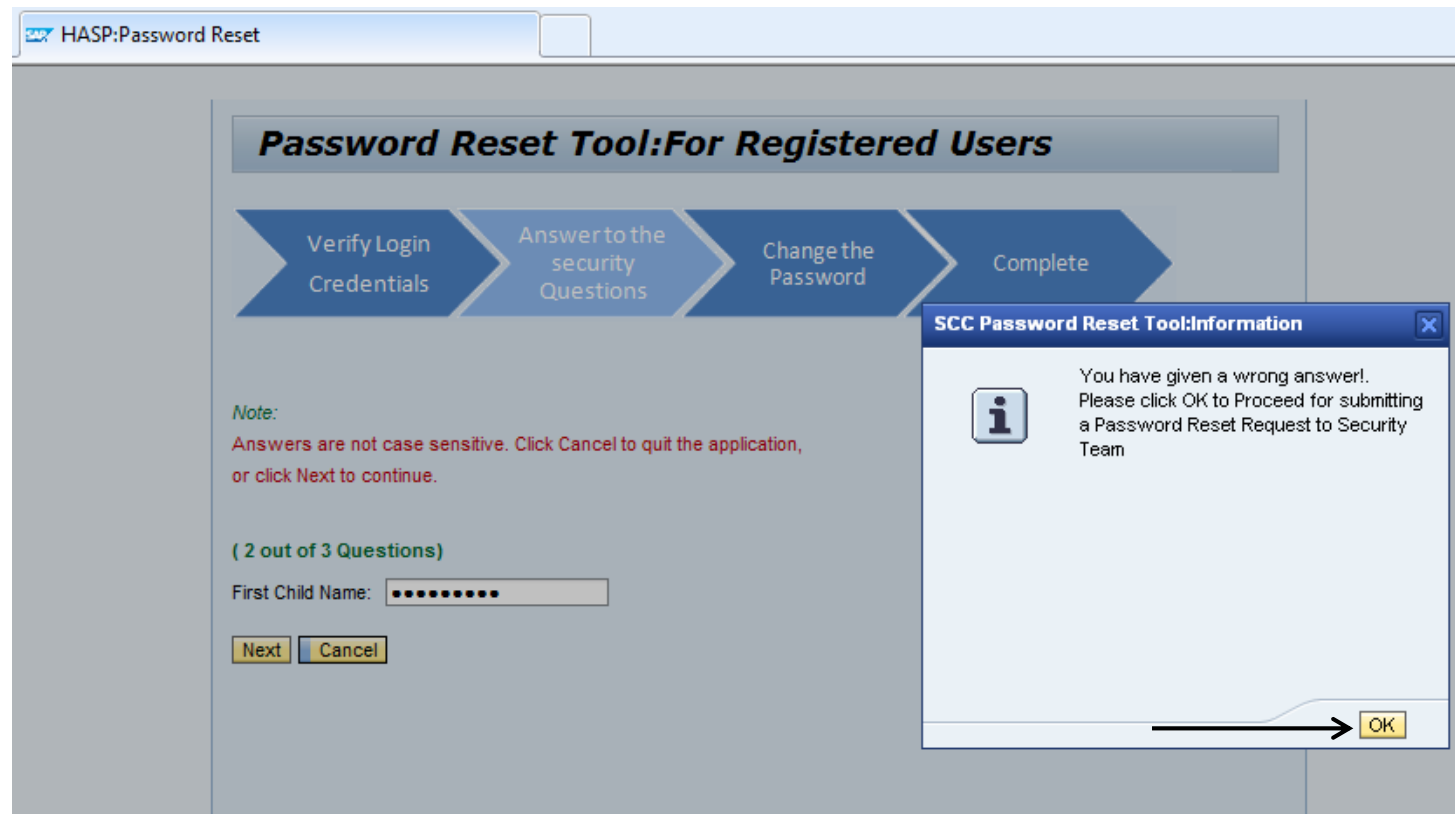 SAP HASP:Password Reset
Password Reset Tool:For Registered Users
Verify Login
Credentials
Answer to the
security
Questions
Change the
Password
Complete
SCC Password Reset Tool:Information
You have given a wrong answer!.
Please click OK to Proceed for submitting
a Password Reset Request to Security
Team
OK
Note:
Answers are not case sensitive. Click Cancel to quit the application,
or click Next to continue.
( 2 out of 3 Questions)
First Child Name: •••••••••
Next Cancel